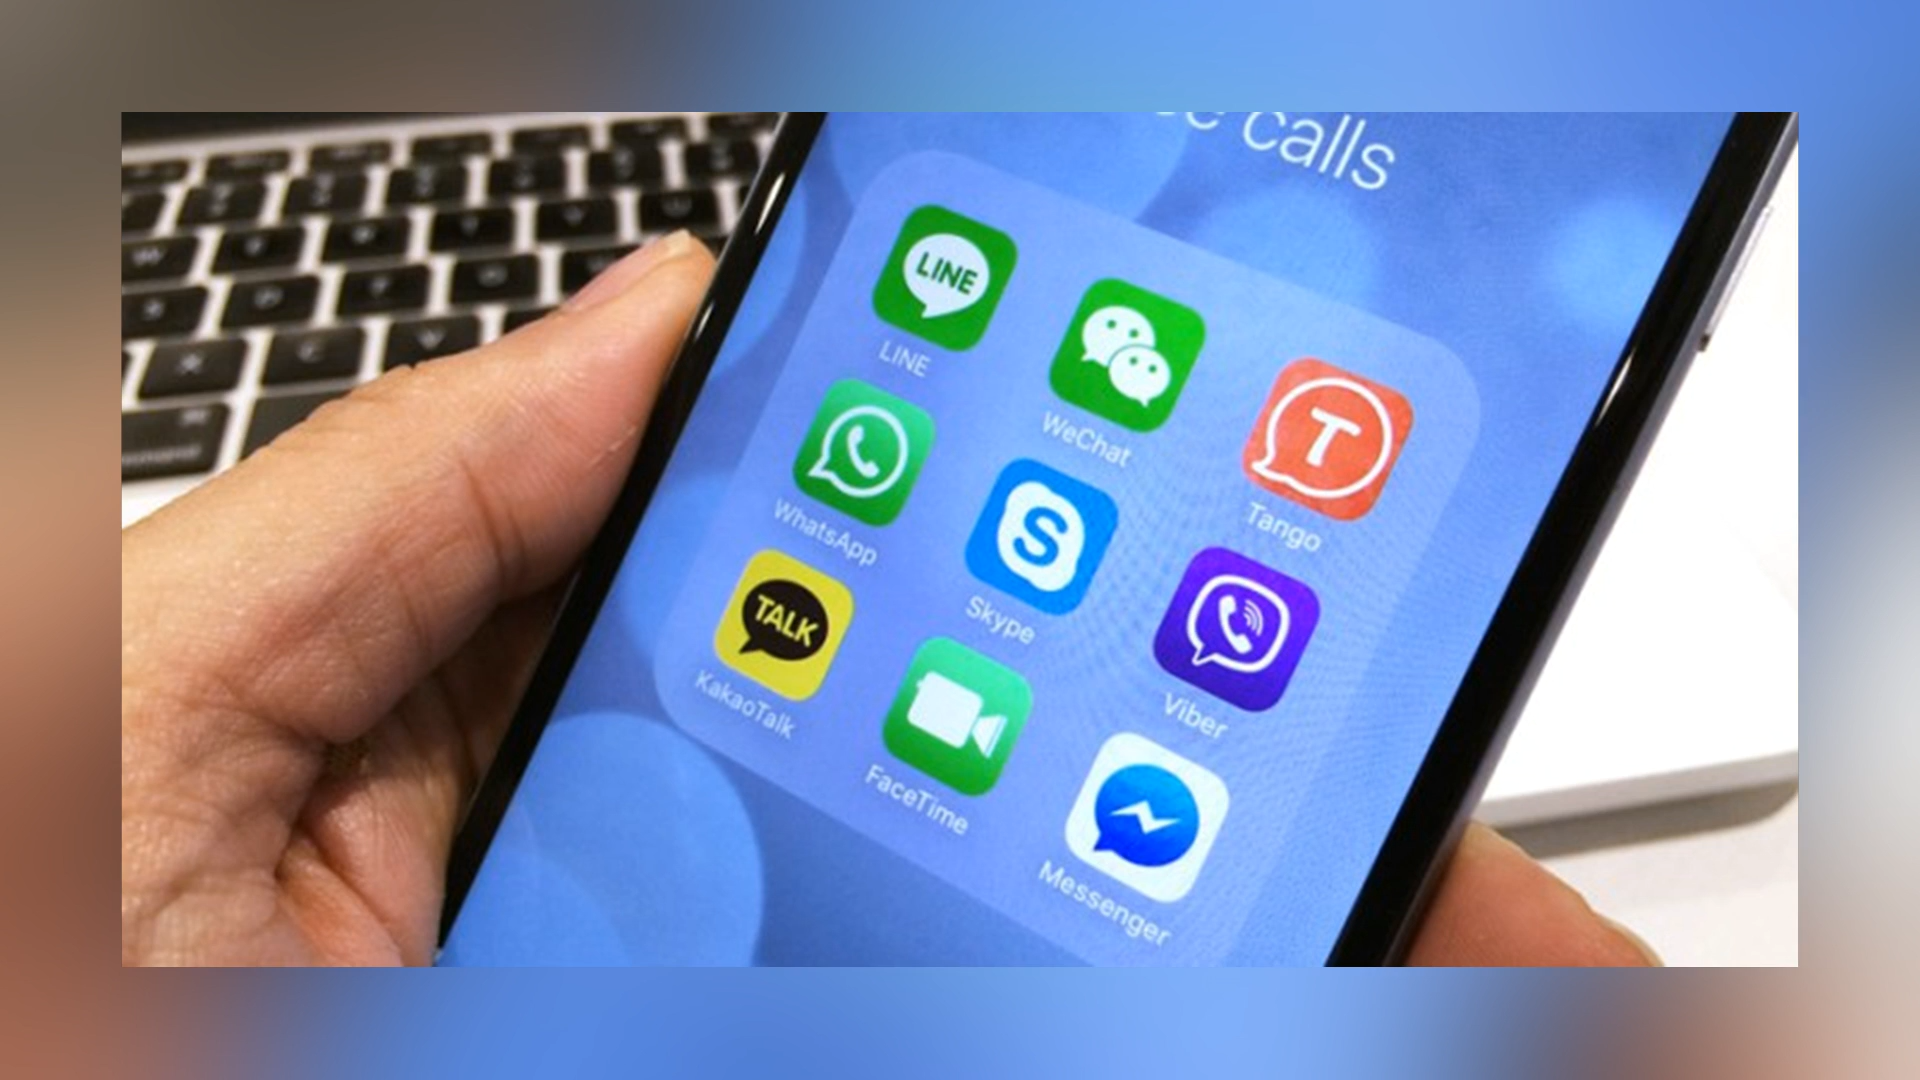 calls
LINE
LINE
WeChat
T
Tango
WhatsApp
S
Skype
Viber
TALK
KakaoTalk
FaceTime
Messenger